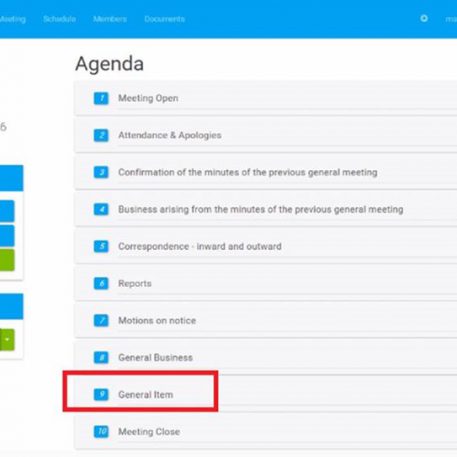 Meeting Schedule Members Documents
Agenda
6
1 Meeting Open
2 Attendance & Apologies
3 Confirmation of the minutes of the previous general meeting
4 Business arising from the minutes of the previous general meeting
5 Correspondence - inward and outward
6 Reports
7 Motions on notice
8 General Business
9 General Item
10 Meeting Close